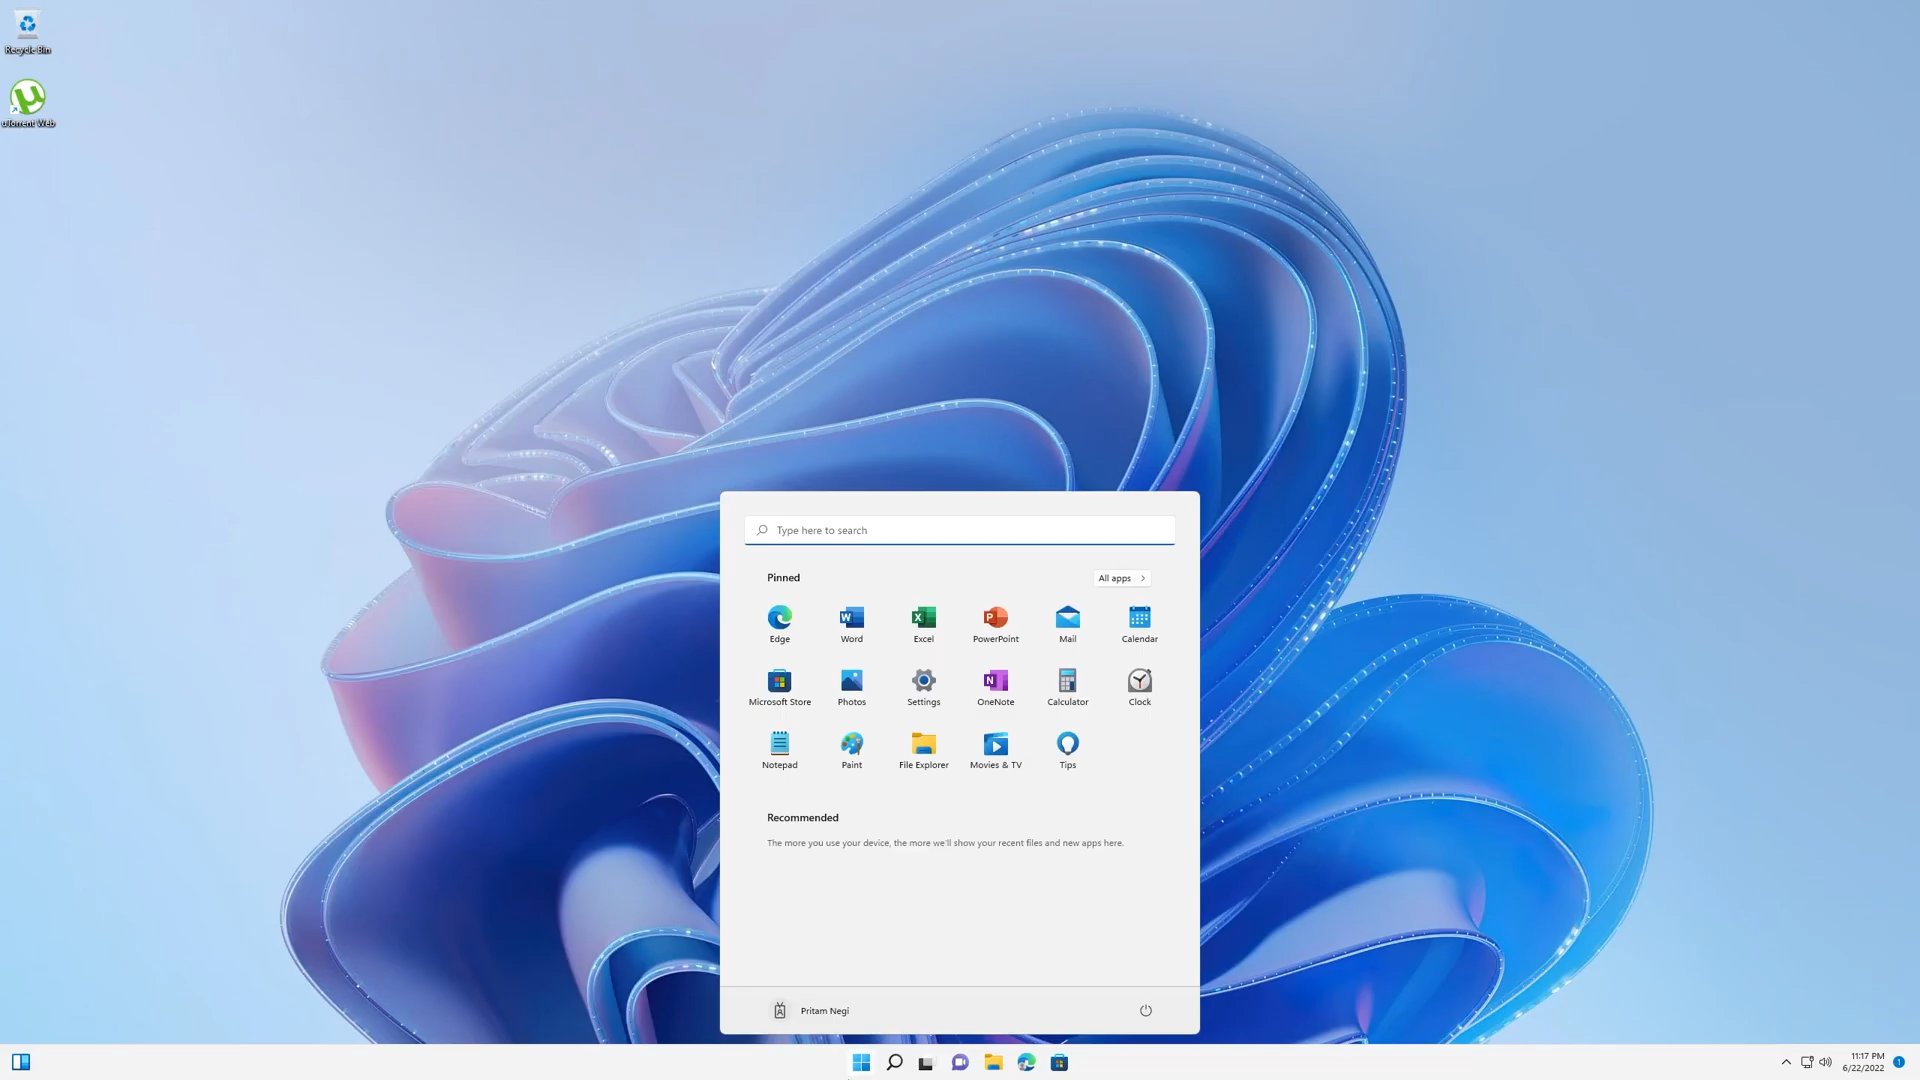 Recycle Bin
µTorrent Web
Type here to search
Pinned
All apps
Edge
Word
Excel
PowerPoint
Mail
Calendar
Microsoft Store
Photos
Settings
OneNote
Calculator
Clock
Notepad
Paint
File Explorer
Movies & TV
Tips
Recommended
The more you use your device, the more we'll show your recent files and new apps here.
Pritam Negi
11:17 PM
6/22/2022
1